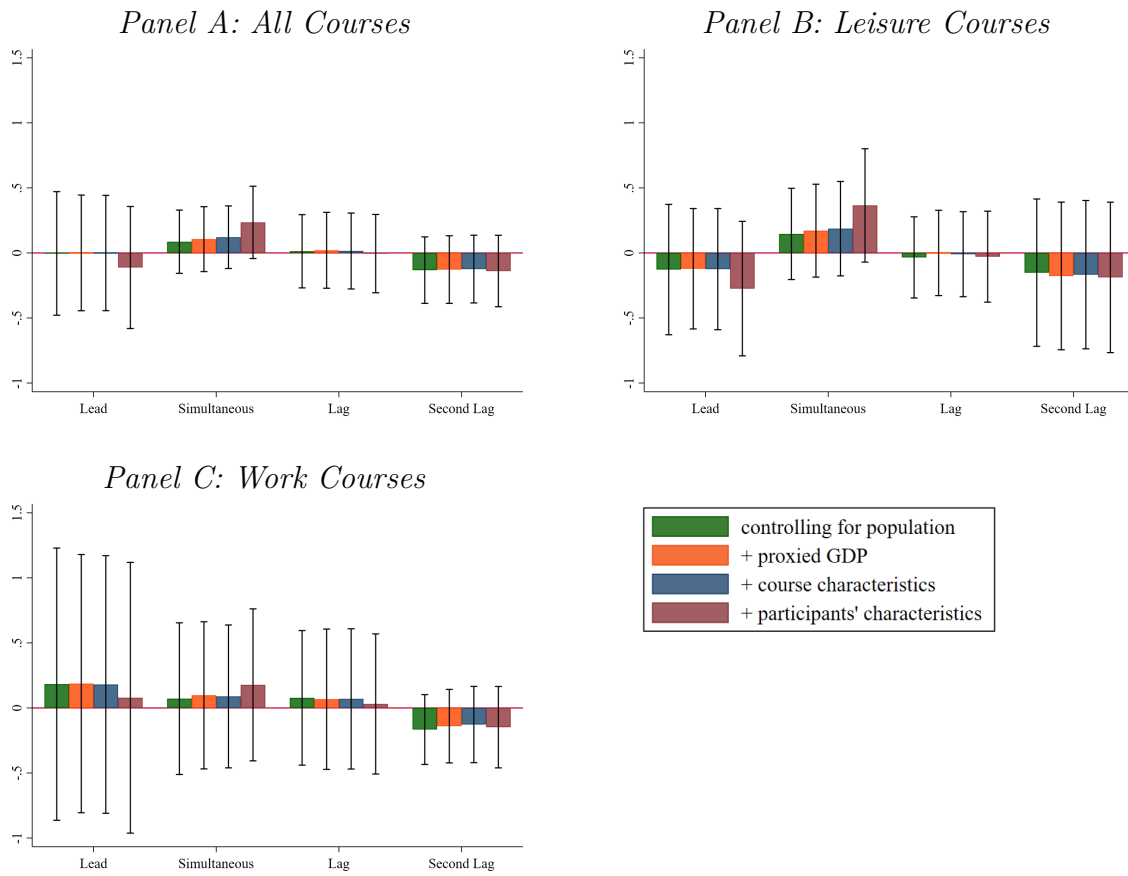 Panel A: All Courses
1.5
1
.5
0
-.5
-1
Lead Simultaneous Lag Second Lag
Panel B: Leisure Courses
1.5
1
.5
0
-.5
-1
Lead Simultaneous Lag Second Lag
Panel C: Work Courses
1.5
1
.5
0
-.5
-1
Lead Simultaneous Lag Second Lag
controlling for population
+ proxied GDP
+ course characteristics
+ participants' characteristics